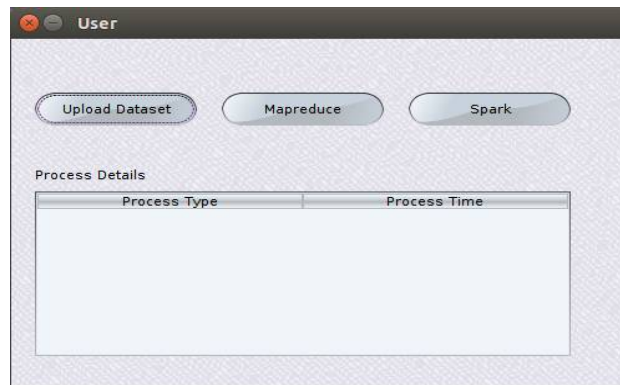 User
Upload Dataset Mapreduce Spark
Process Details
Process Type Process Time